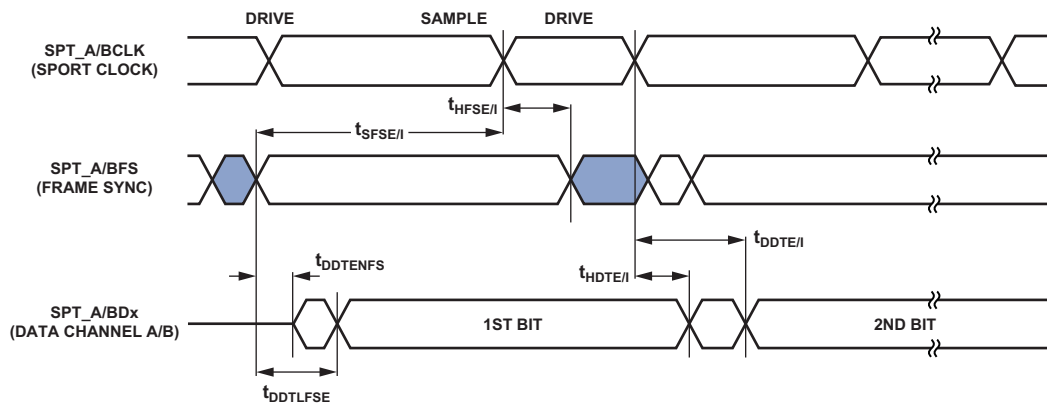 DRIVE SAMPLE DRIVE
SPT_A/BCLK
(SPORT CLOCK)
tHFSE/I
tSFSE/I
SPT_A/BFS
(FRAME SYNC)
tDDTE/I
tDDTENFS
tHDTE/I
SPT_A/BDx
(DATA CHANNEL A/B)
1ST BIT 2ND BIT
tDDTLFSE